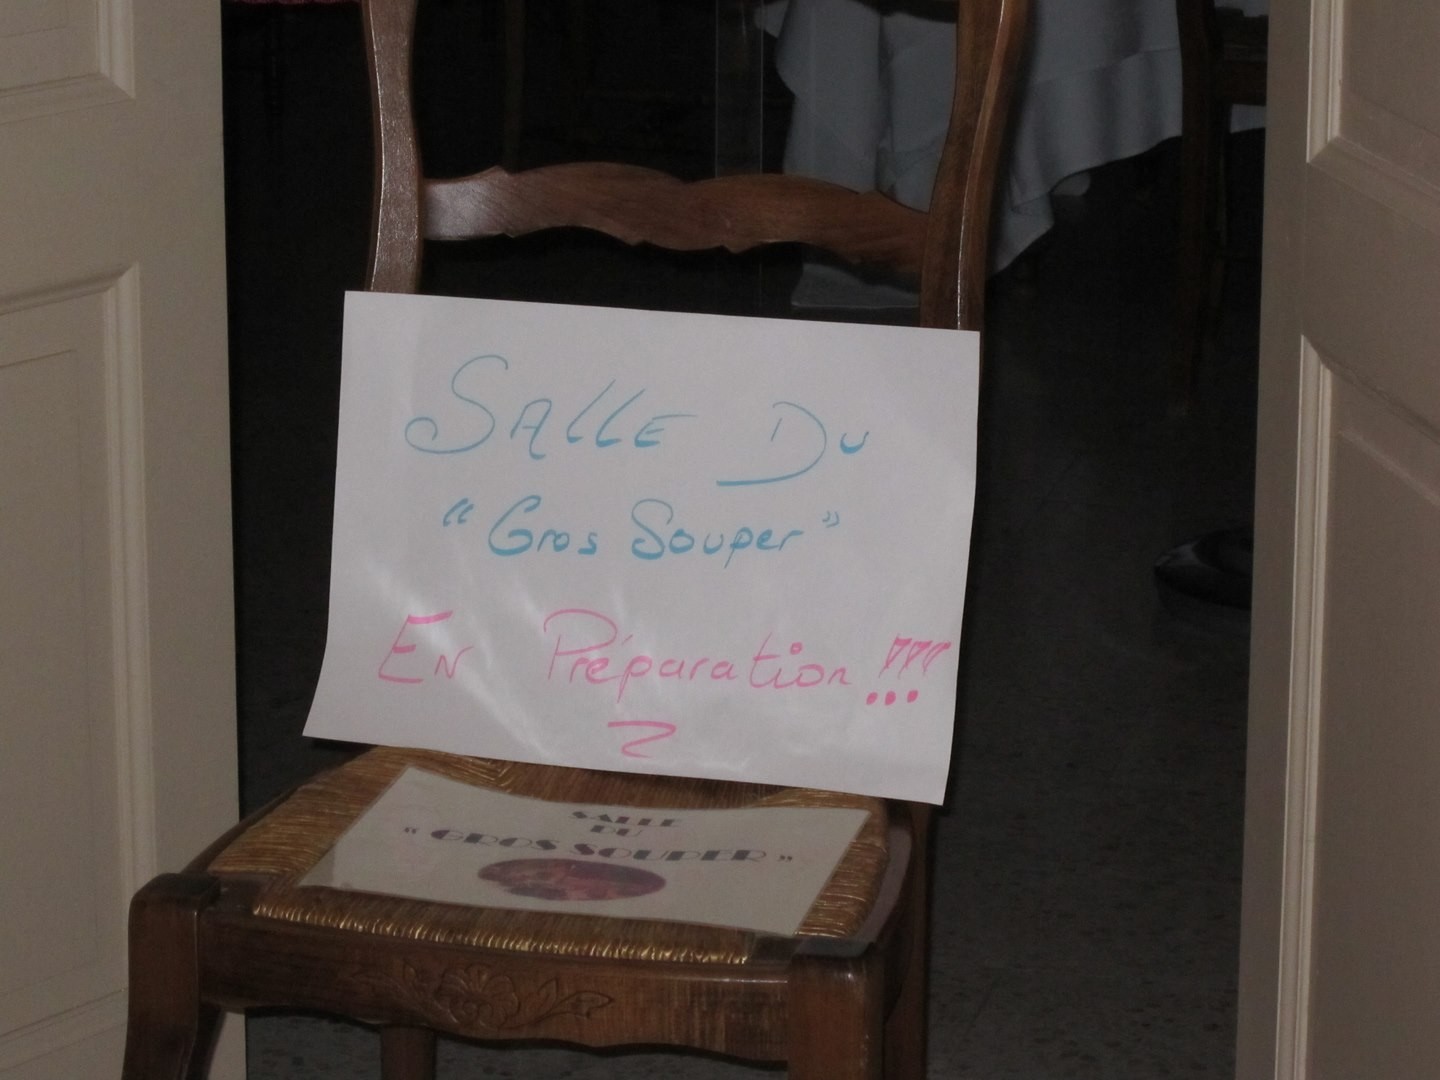 Salle Du
“Gros Souper”
En Préparation !!!
SALLE
DU
« GROS SOUPER »